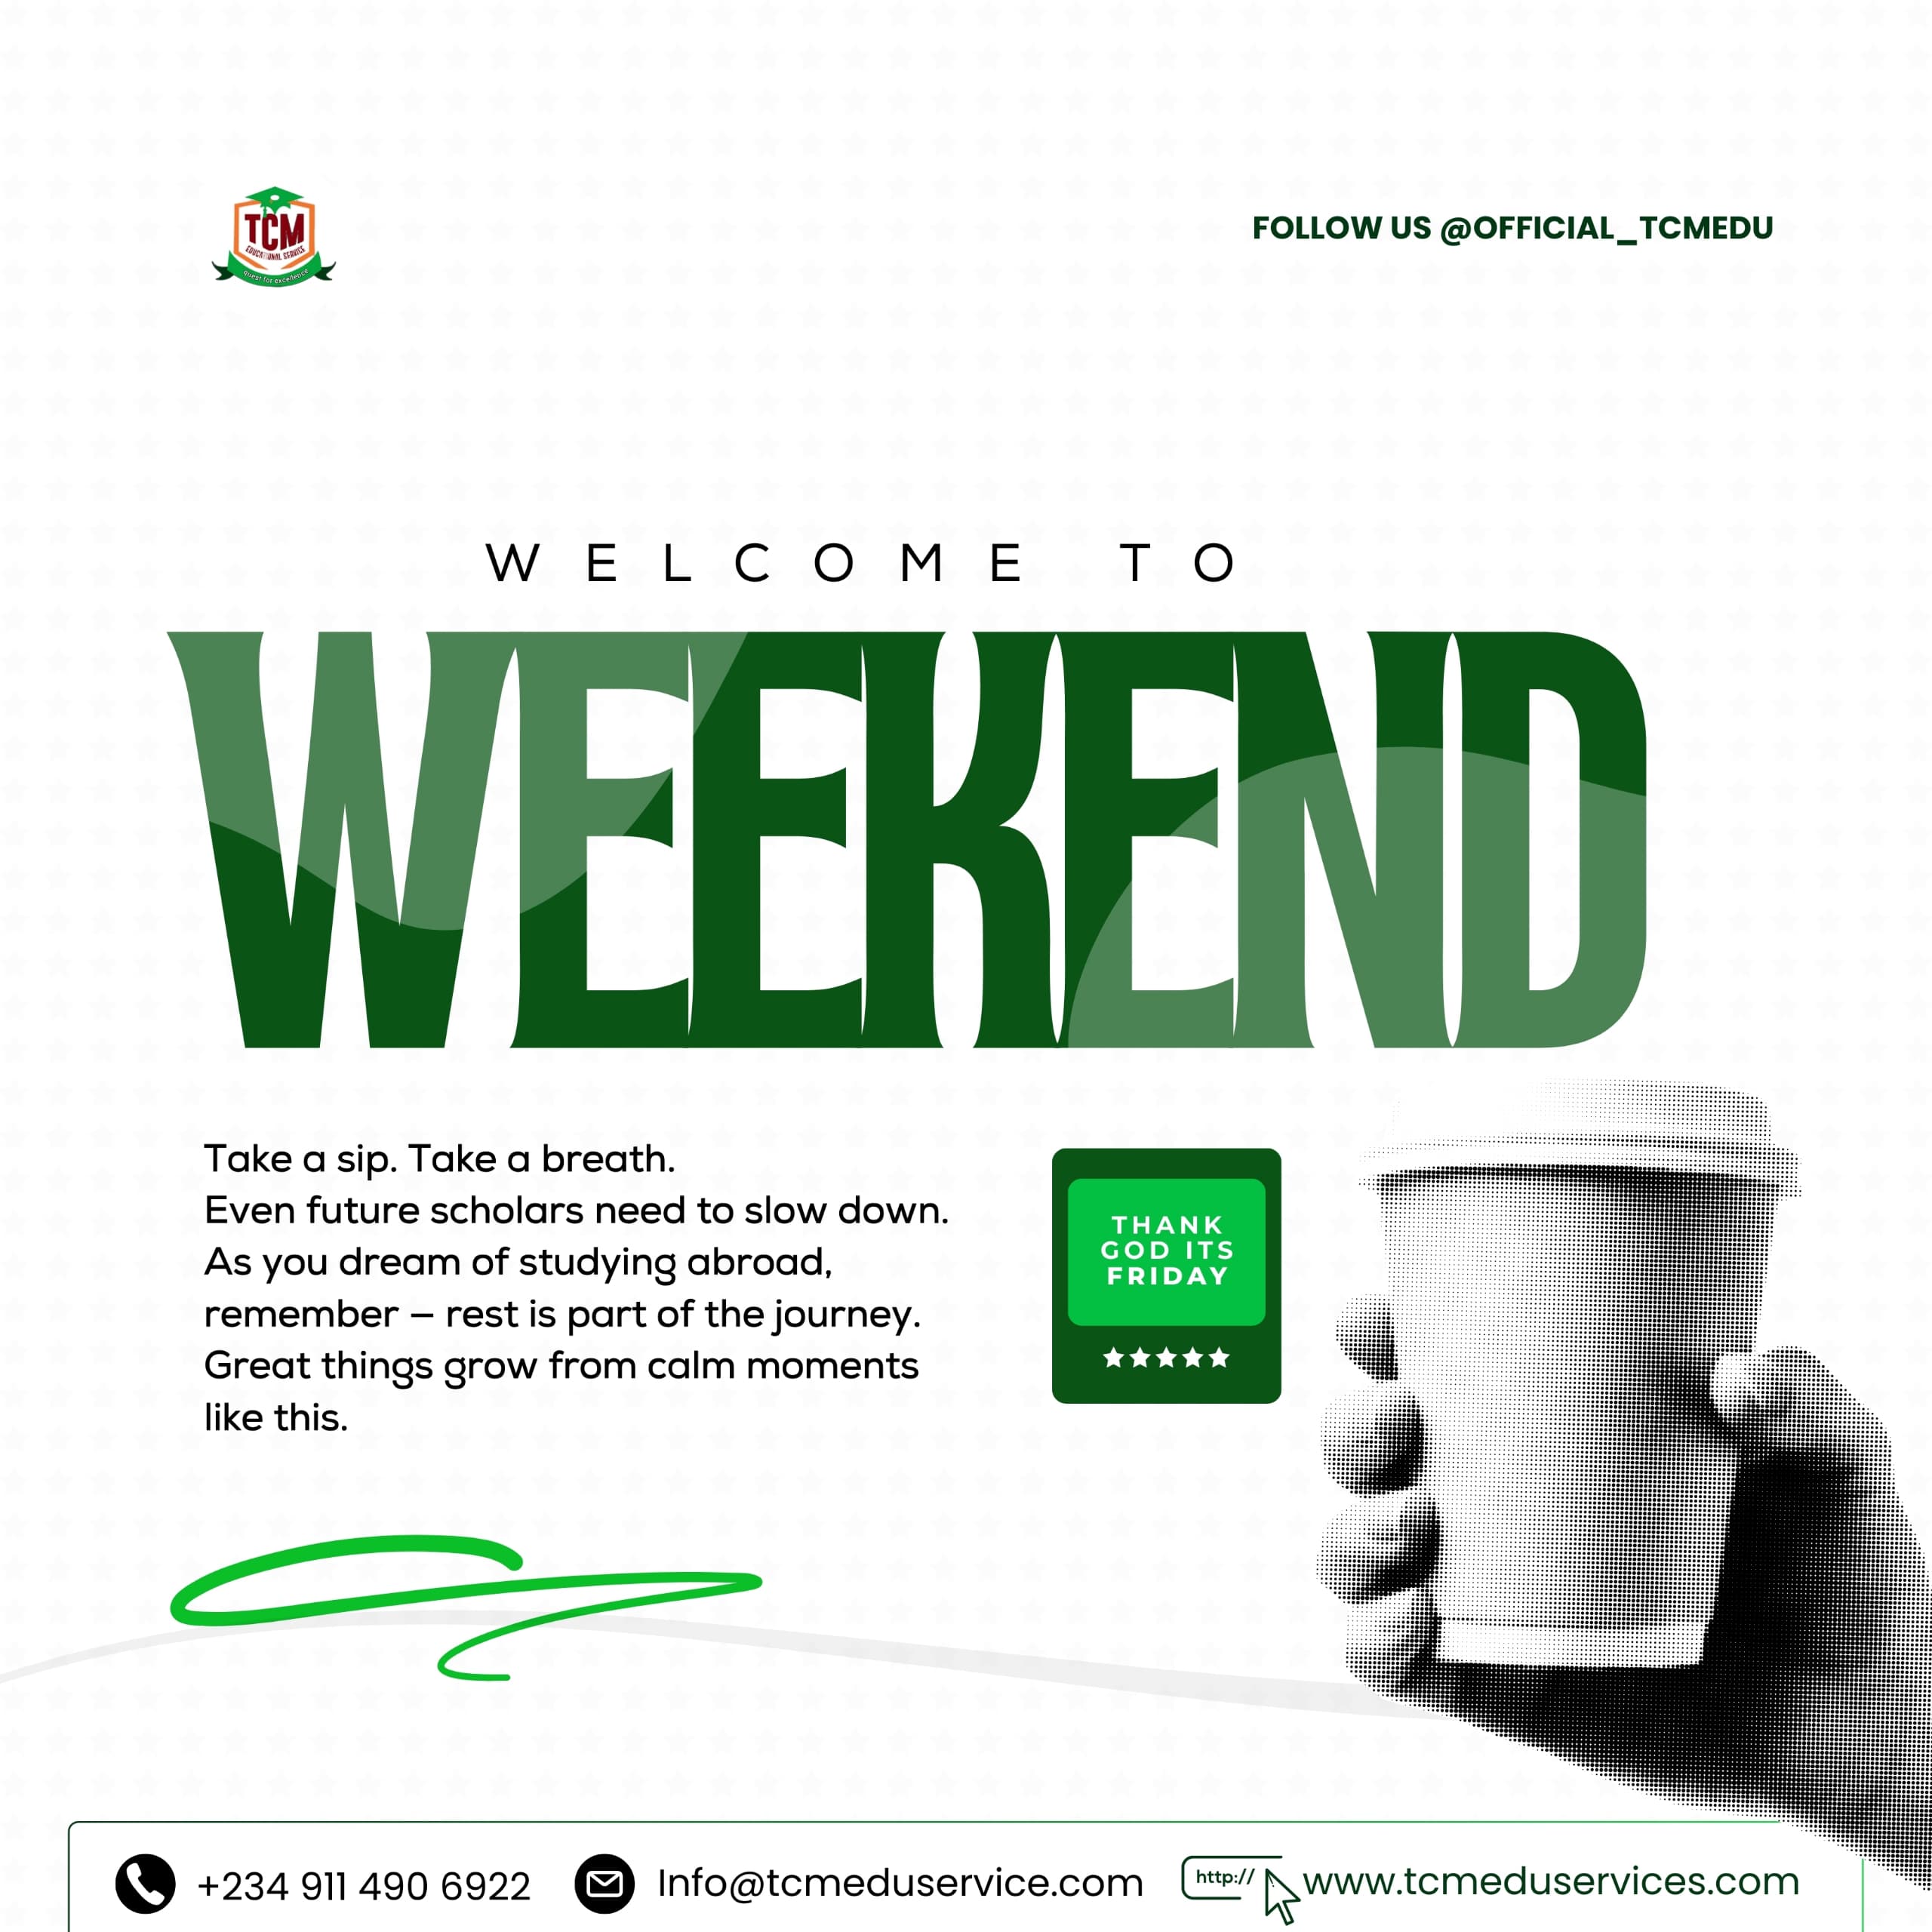 TCM
EDUCATIONAL SERVICE
quest for excellence
FOLLOW US @OFFICIAL_TCMEDU
WELCOME TO
WEEKEND
Take a sip. Take a breath.
Even future scholars need to slow down.
As you dream of studying abroad,
remember – rest is part of the journey.
Great things grow from calm moments
like this.
THANK
GOD ITS
FRIDAY
+234 911 490 6922
Info@tcmeduservice.com
http://
www.tcmeduservices.com